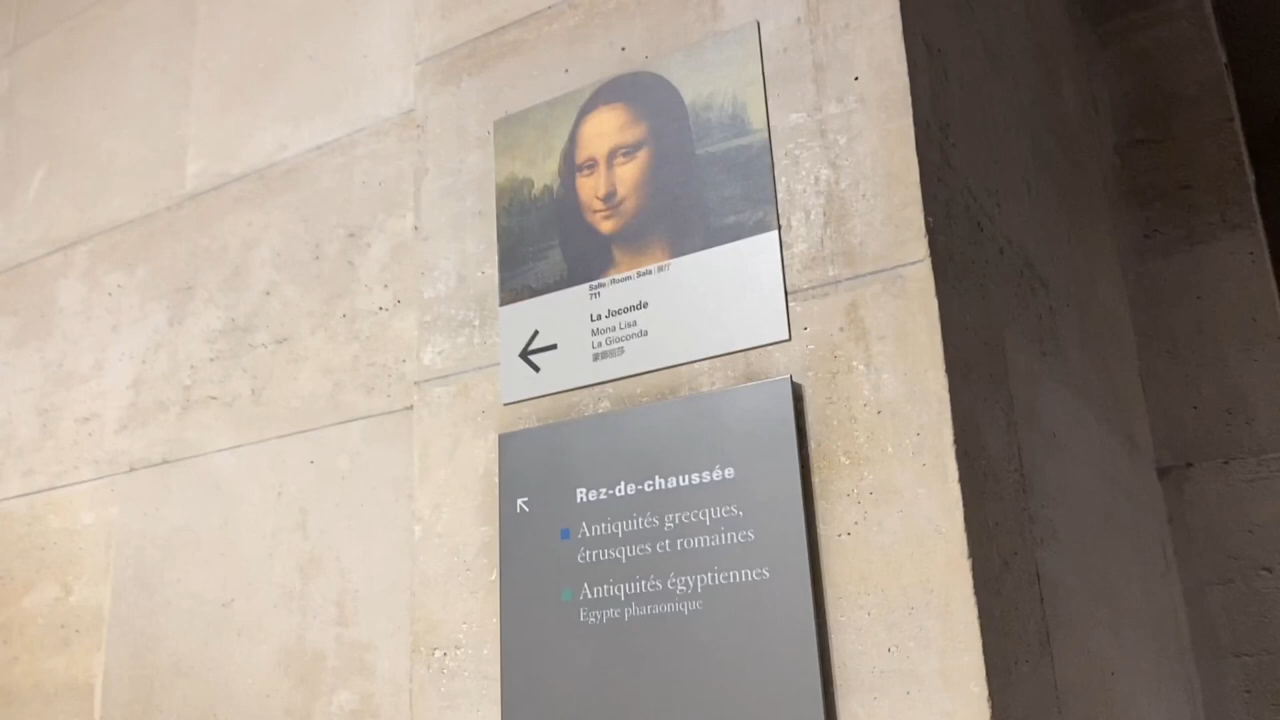 Salle | Room | Sala | 展厅
711
La Joconde
Mona Lisa
La Gioconda
蒙娜丽莎
Rez-de-chaussée
Antiquités grecques,
étrusques et romaines
Antiquités égyptiennes
Egypte pharaonique